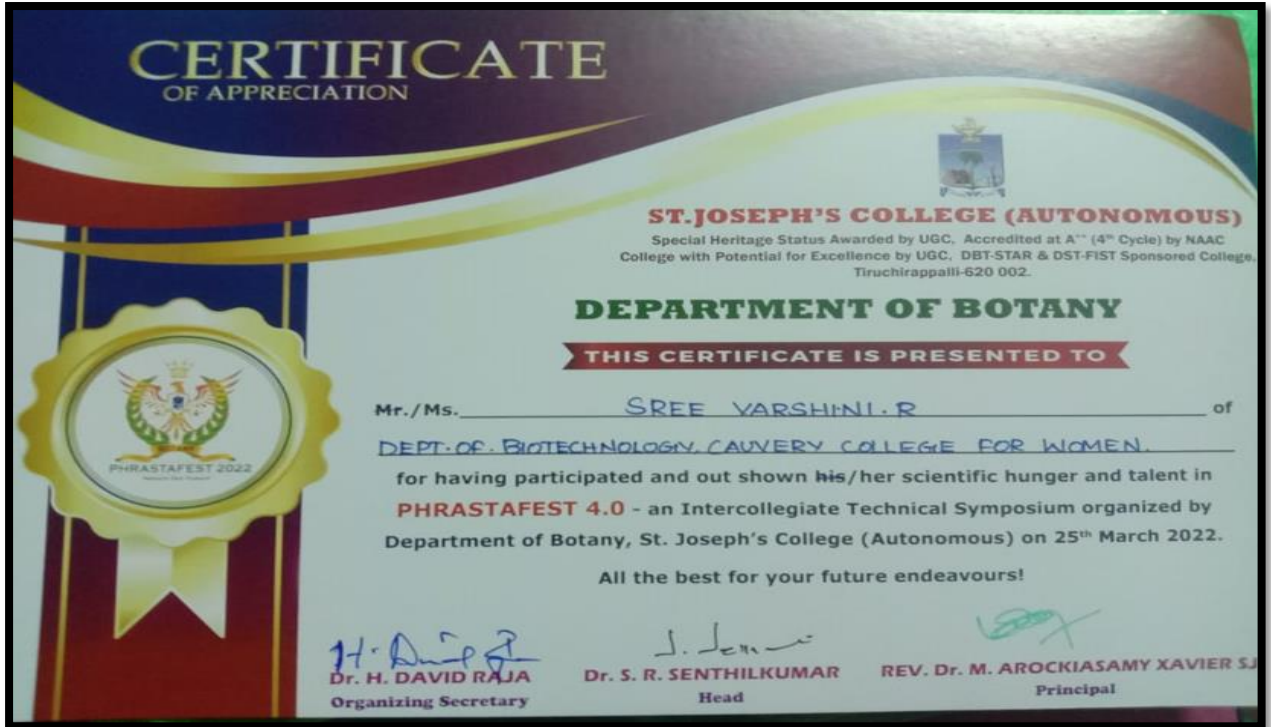 CERTIFICATE
OF APPRECIATION
ST.JOSEPH'S COLLEGE (AUTONOMOUS)
Special Heritage Status Awarded by UGC, Accredited at A++ (4th Cycle) by NAAC
College with Potential for Excellence by UGC, DBT-STAR & DST-FIST Sponsored College,
Tiruchirappalli-620 002.
DEPARTMENT OF BOTANY
THIS CERTIFICATE IS PRESENTED TO
Mr./Ms. SREE VARSHINI.R of
DEPT.OF.BIOTECHNOLOGY, CAUVERY COLLEGE FOR WOMEN.
for having participated and out shown his/her scientific hunger and talent in
PHRASTAFEST 4.0 - an Intercollegiate Technical Symposium organized by
Department of Botany, St. Joseph's College (Autonomous) on 25th March 2022.
All the best for your future endeavours!
PHRASTAFEST 2022
Dr. H. DAVID RAJA
Organizing Secretary
Dr. S. R. SENTHILKUMAR
Head
REV. Dr. M. AROCKIASAMY XAVIER SJ
Principal